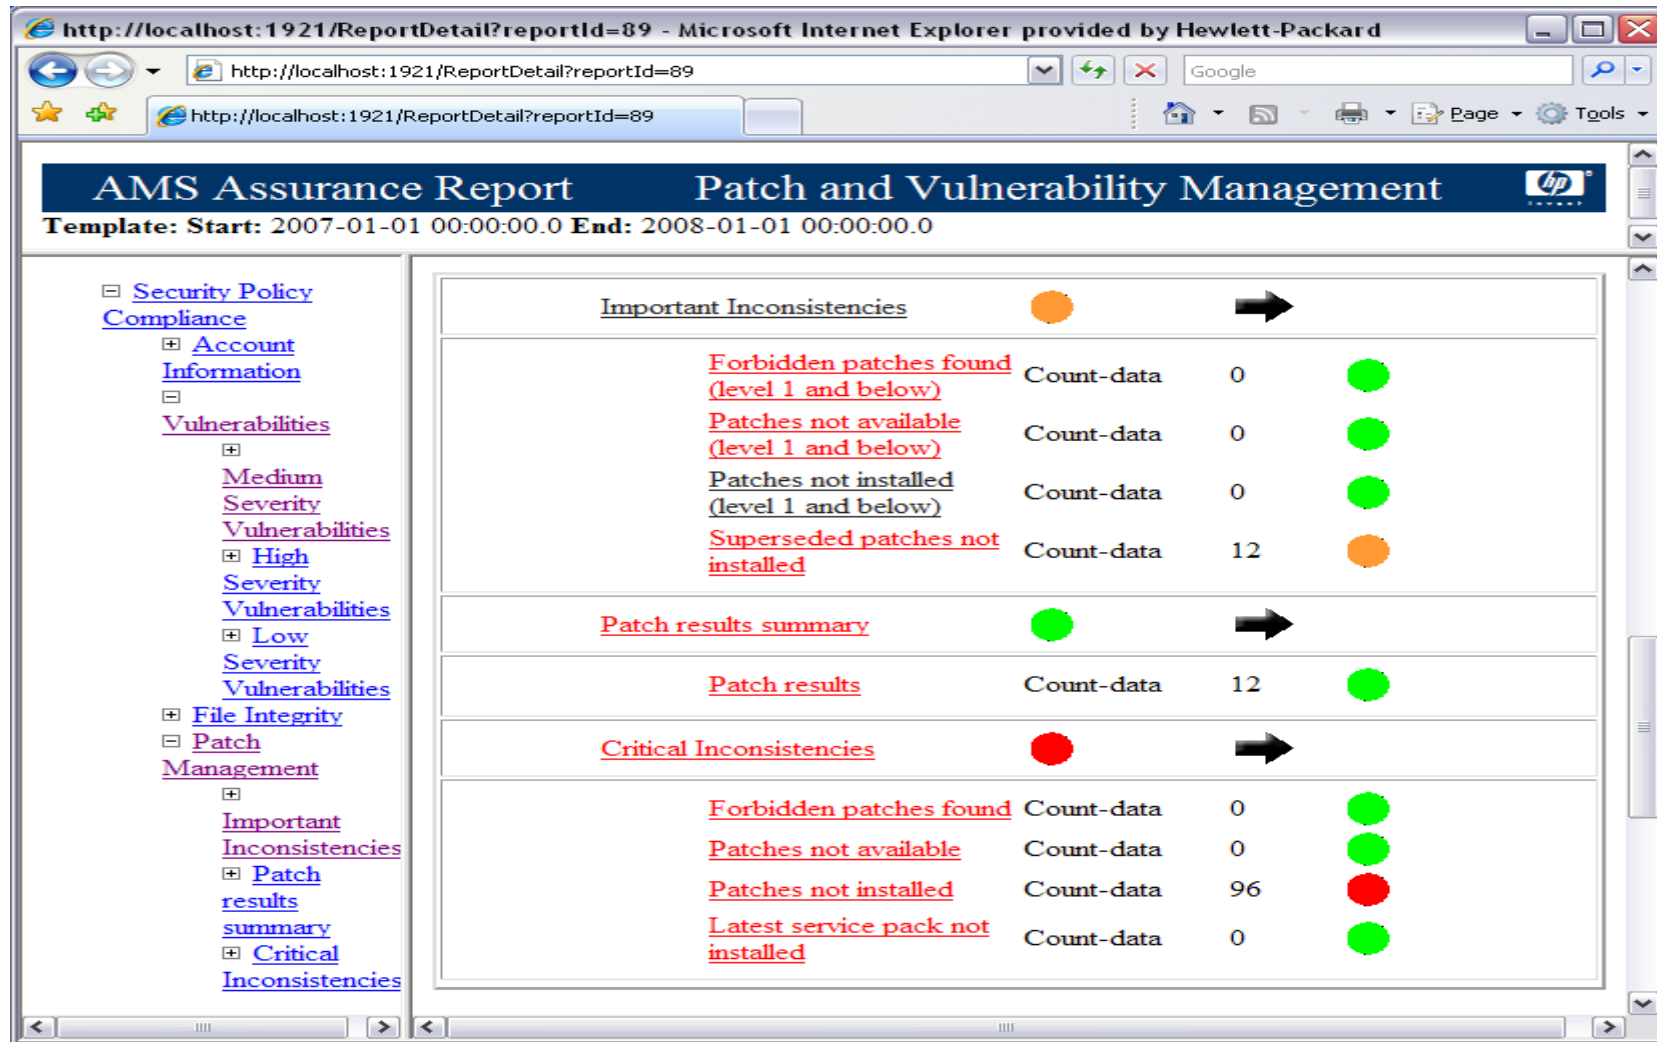 http://localhost:1921/ReportDetail?reportId=89 - Microsoft Internet Explorer provided by Hewlett-Packard
http://localhost:1921/ReportDetail?reportId=89
Google
http://localhost:1921/ReportDetail?reportId=89
Page
Tools
AMS Assurance Report Patch and Vulnerability Management
hp
invent
Template: Start: 2007-01-01 00:00:00.0 End: 2008-01-01 00:00:00.0
Security Policy
Compliance
Account
Information
Vulnerabilities
Medium
Severity
Vulnerabilities
High
Severity
Vulnerabilities
Low
Severity
Vulnerabilities
File Integrity
Patch
Management
Important
Inconsistencies
Patch
results
summary
Critical
Inconsistencies
Important Inconsistencies
Forbidden patches found
(level 1 and below) Count-data 0
Patches not available
(level 1 and below) Count-data 0
Patches not installed
(level 1 and below) Count-data 0
Superseded patches not
installed Count-data 12
Patch results summary
Patch results Count-data 12
Critical Inconsistencies
Forbidden patches found Count-data 0
Patches not available Count-data 0
Patches not installed Count-data 96
Latest service pack not
installed Count-data 0